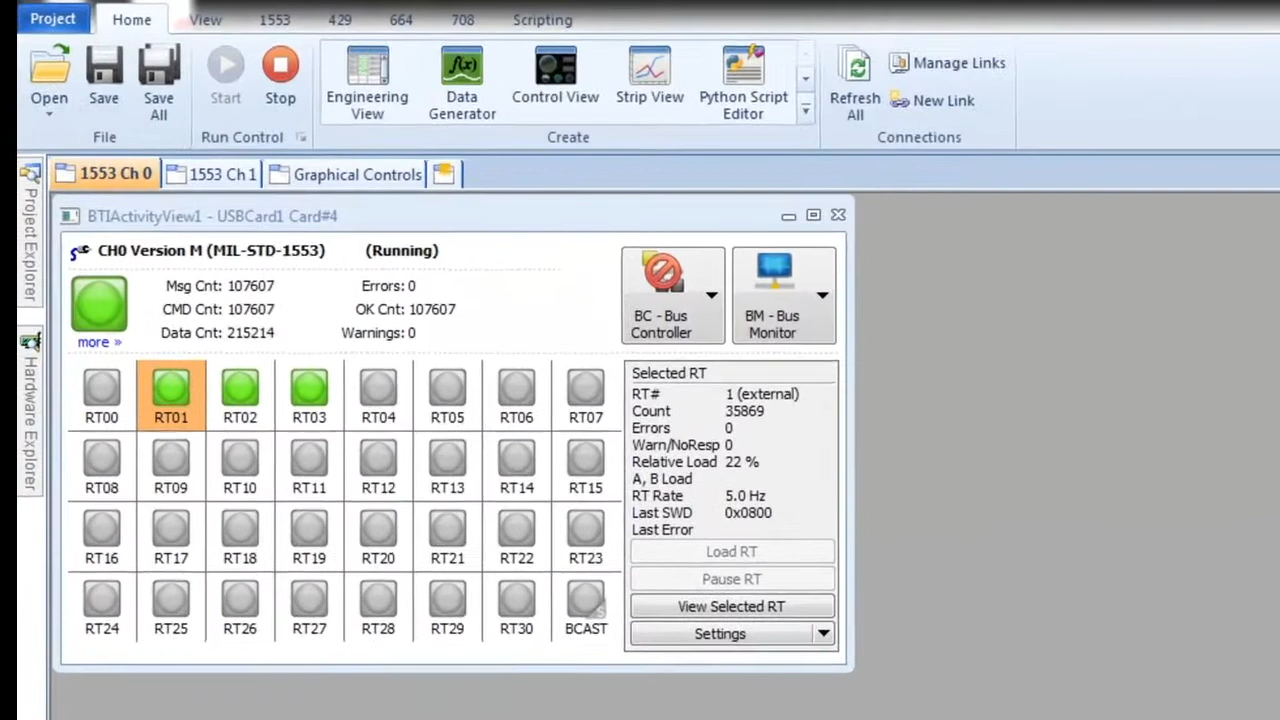 Project Home View 1553 429 664 708 Scripting
Open Save Save All Start Stop Engineering View Data Generator Control View Strip View Python Script Editor Refresh All Manage Links New Link
File Run Control Create Connections
1553 Ch 0 1553 Ch 1 Graphical Controls
Project Explorer
Hardware Explorer
BTIActivityView1 - USBCard1 Card#4
CH0 Version M (MIL-STD-1553) (Running)
Msg Cnt: 107607 Errors: 0
CMD Cnt: 107607 OK Cnt: 107607
Data Cnt: 215214 Warnings: 0
more »
BC - Bus Controller
BM - Bus Monitor
RT00 RT01 RT02 RT03 RT04 RT05 RT06 RT07
RT08 RT09 RT10 RT11 RT12 RT13 RT14 RT15
RT16 RT17 RT18 RT19 RT20 RT21 RT22 RT23
RT24 RT25 RT26 RT27 RT28 RT29 RT30 BCAST
Selected RT
RT# 1 (external)
Count 35869
Errors 0
Warn/NoResp 0
Relative Load 22 %
A, B Load
RT Rate 5.0 Hz
Last SWD 0x0800
Last Error
Load RT
Pause RT
View Selected RT
Settings